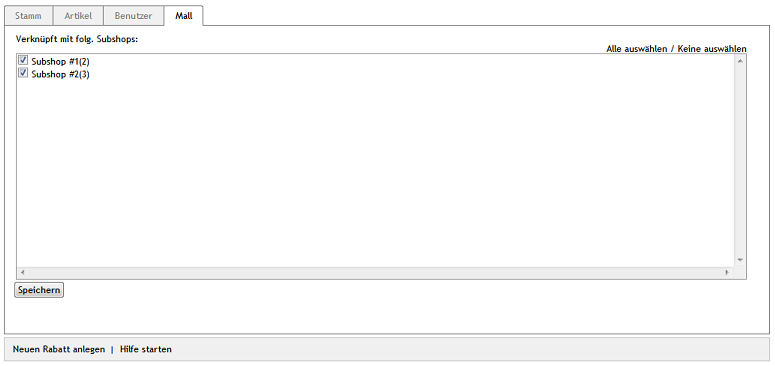 Stamm Artikel Benutzer Mall
Verknüpft mit folg. Subshops:
Alle auswählen / Keine auswählen
Subshop #1(2)
Subshop #2(3)
Speichern
Neuen Rabatt anlegen | Hilfe starten